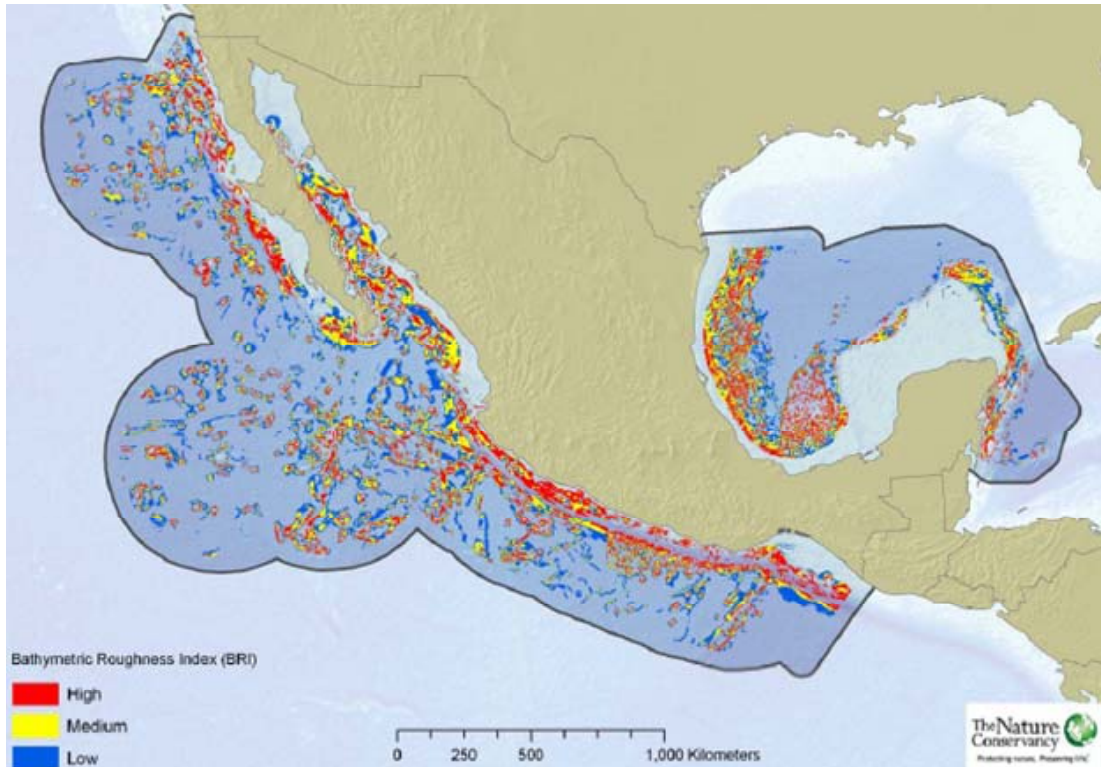 Bathymetric Roughness Index (BRI)
High
Medium
Low
0 250 500 1,000 Kilometers
The Nature
Conservancy